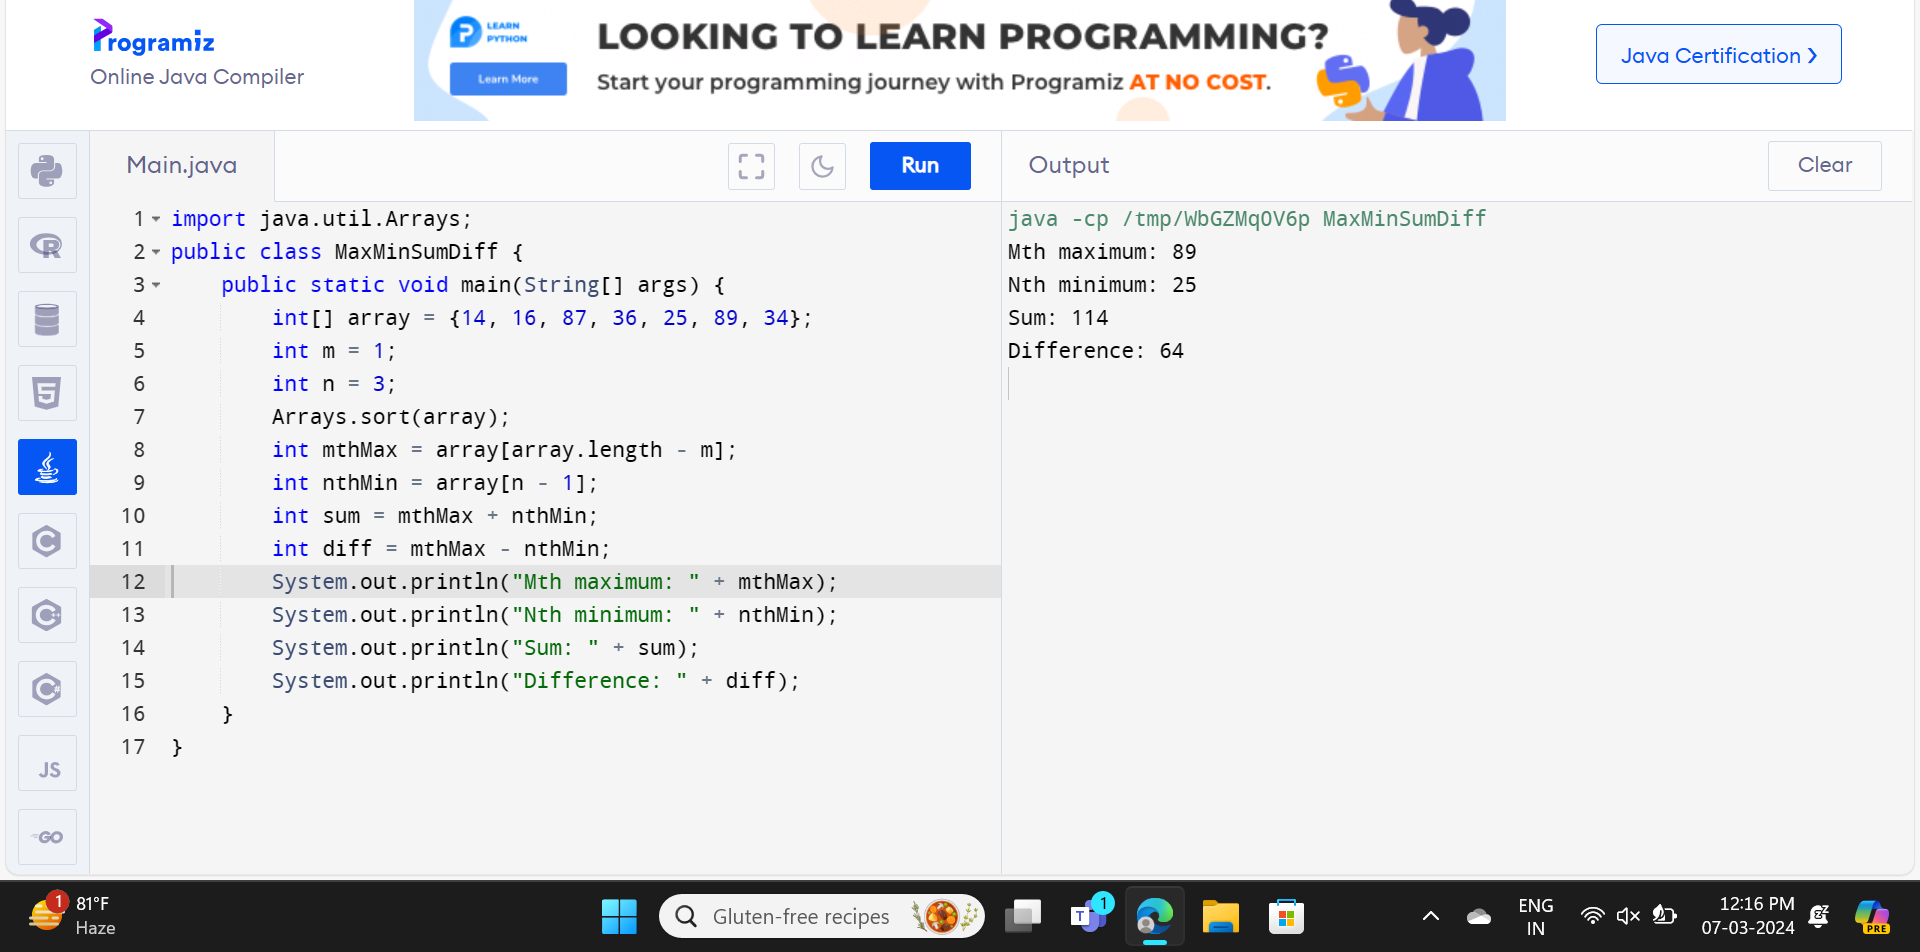 Programiz
Online Java Compiler
LEARN
PYTHON
Learn More
LOOKING TO LEARN PROGRAMMING?
Start your programming journey with Programiz AT NO COST.
Java Certification ❯
Main.java
Run
Output
Clear
1 import java.util.Arrays;
2 public class MaxMinSumDiff {
3     public static void main(String[] args) {
4         int[] array = {14, 16, 87, 36, 25, 89, 34};
5         int m = 1;
6         int n = 3;
7         Arrays.sort(array);
8         int mthMax = array[array.length - m];
9         int nthMin = array[n - 1];
10         int sum = mthMax + nthMin;
11         int diff = mthMax - nthMin;
12         System.out.println("Mth maximum: " + mthMax);
13         System.out.println("Nth minimum: " + nthMin);
14         System.out.println("Sum: " + sum);
15         System.out.println("Difference: " + diff);
16     }
17 }
java -cp /tmp/WbGZMqOV6p MaxMinSumDiff
Mth maximum: 89
Nth minimum: 25
Sum: 114
Difference: 64
R
5
C
C++
C#
JS
GO
1
81°F
Haze
Gluten-free recipes
T
1
ENG
IN
12:16 PM
07-03-2024
PRE